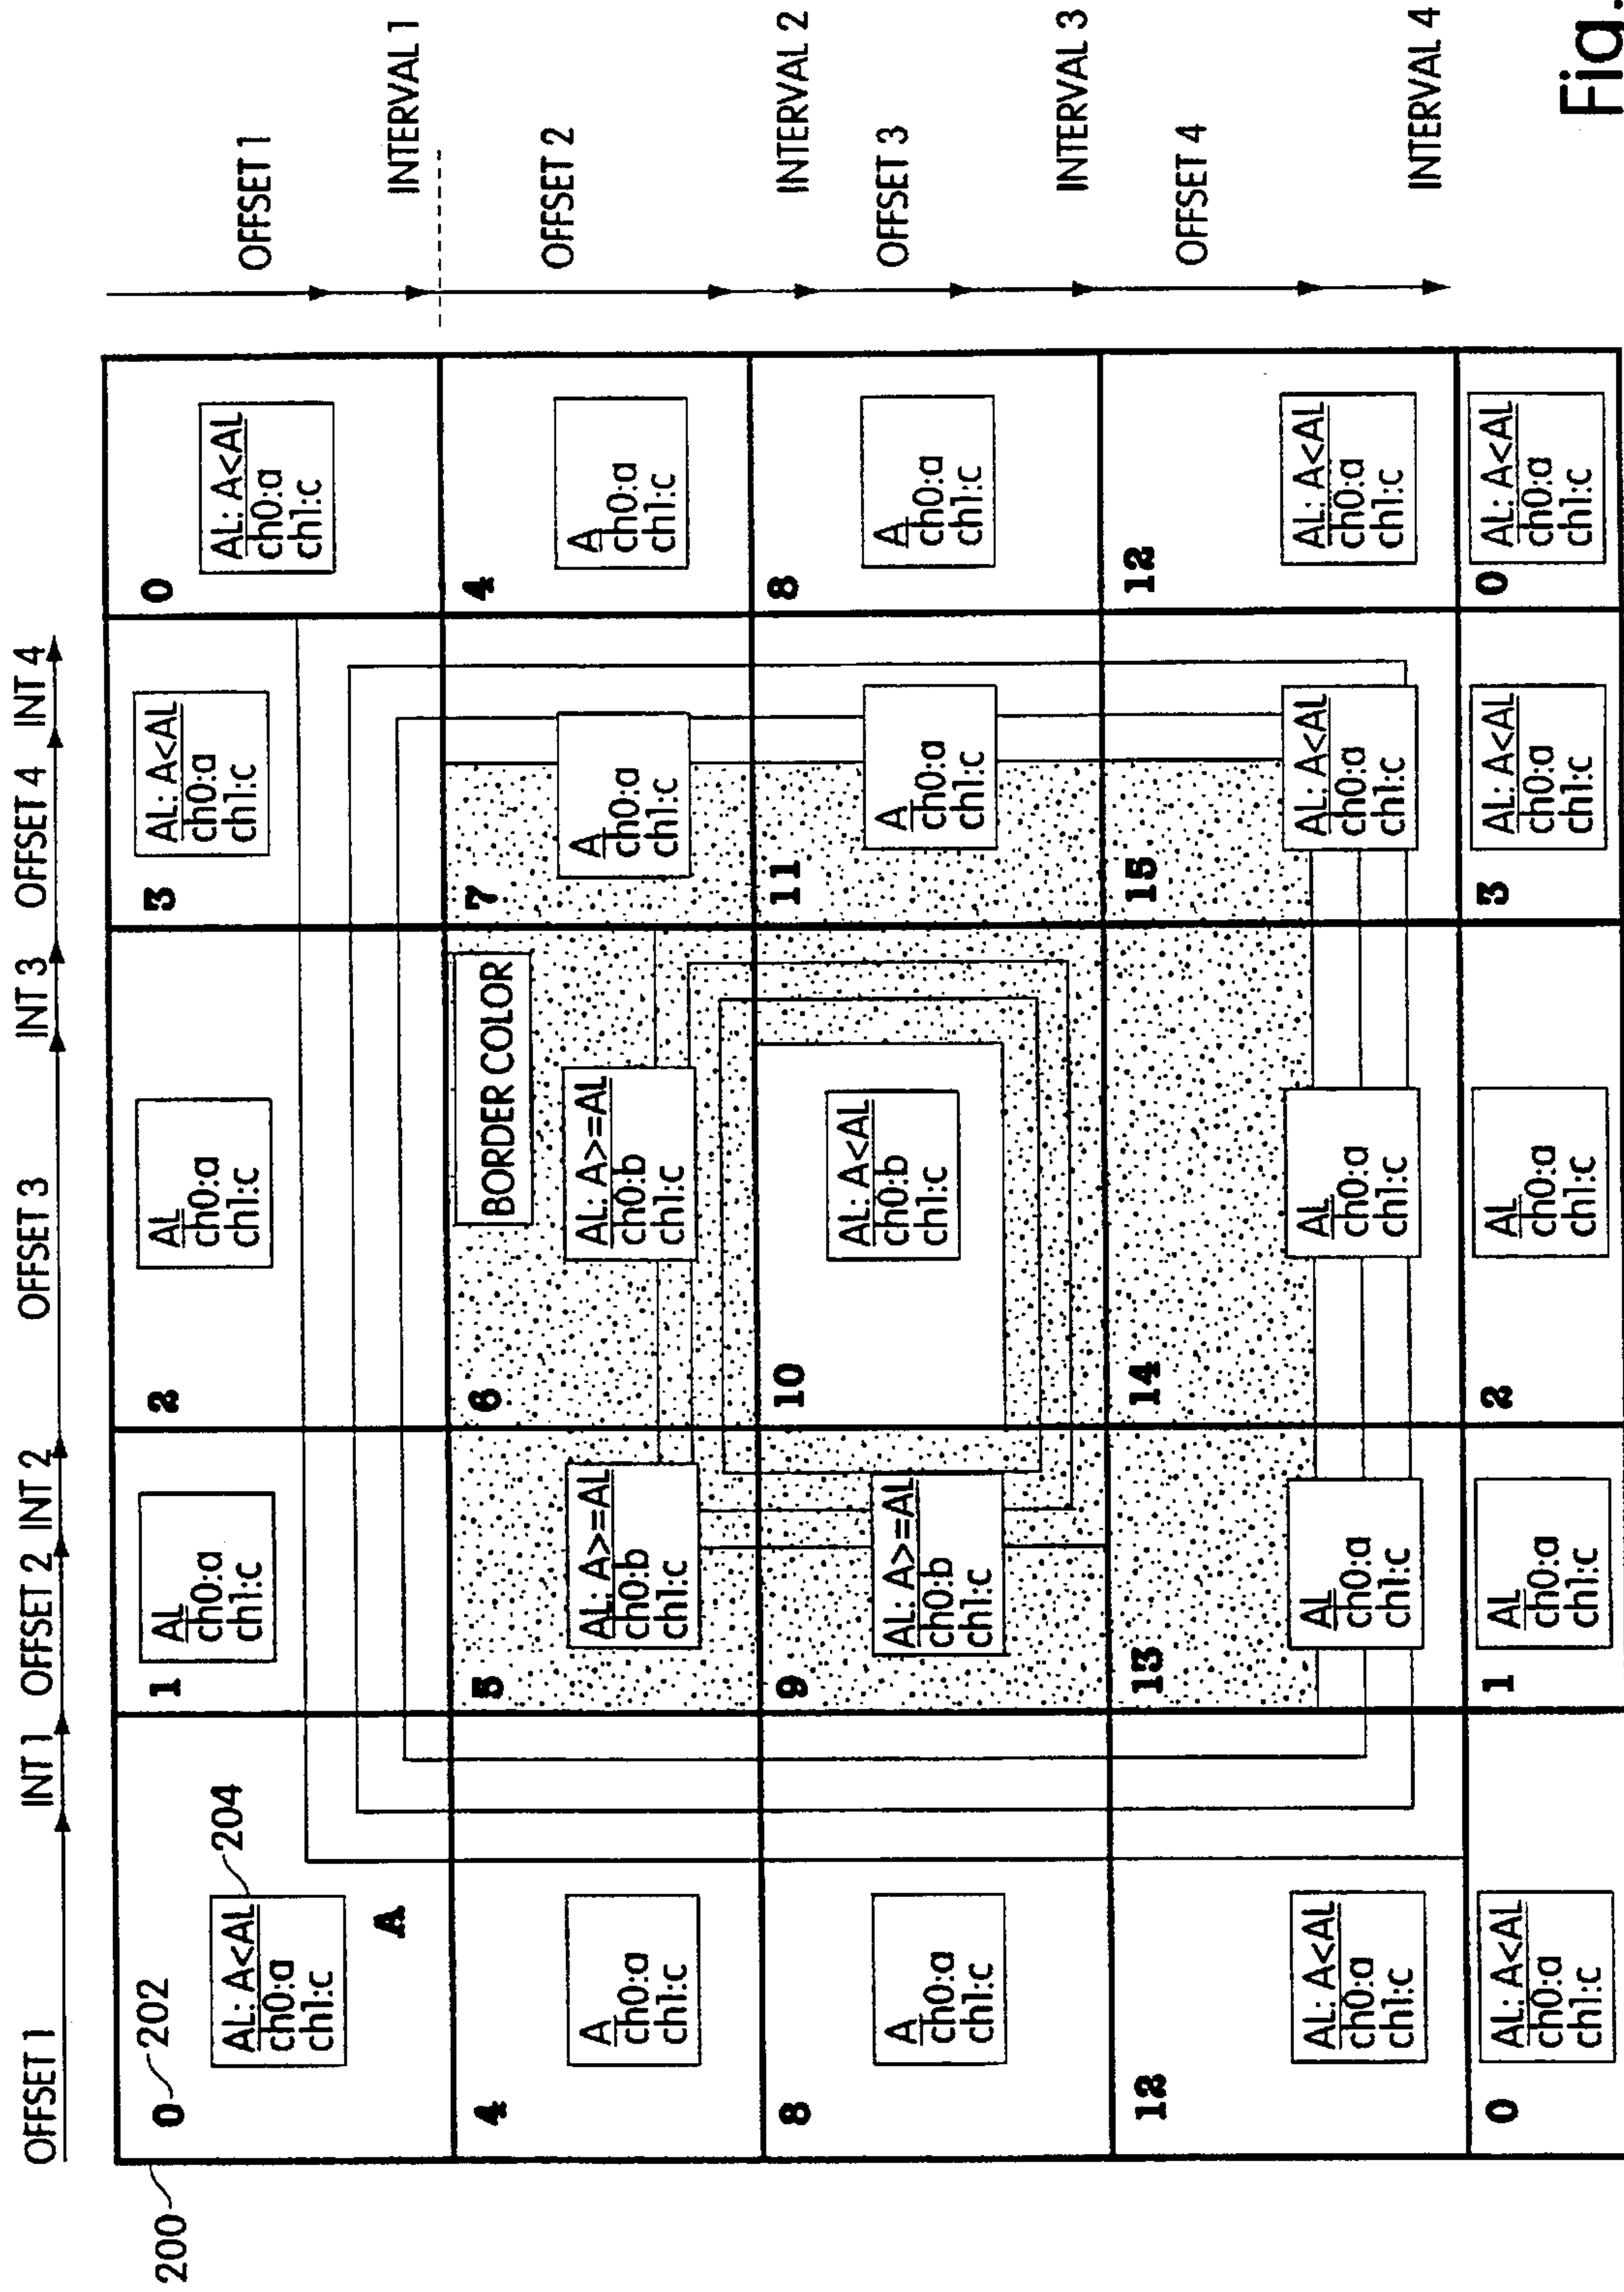 OFFSET 1
INT 1
OFFSET 2
INT 2
OFFSET 3
INT 3
OFFSET 4
INT 4
200
0
202
AL: A<AL
ch0:a
ch1:c
204
A
1
AL
ch0:a
ch1:c
2
AL
ch0:a
ch1:c
3
AL: A<AL
ch0:a
ch1:c
0
AL: A<AL
ch0:a
ch1:c
OFFSET 1
INTERVAL 1
4
A
ch0:a
ch1:c
5
AL: A>=AL
ch0:b
ch1:c
6
BORDER COLOR
AL: A>=AL
ch0:b
ch1:c
7
A
ch0:a
ch1:c
4
A
ch0:a
ch1:c
OFFSET 2
INTERVAL 2
8
A
ch0:a
ch1:c
9
AL: A>=AL
ch0:b
ch1:c
10
AL: A<AL
ch0:b
ch1:c
11
A
ch0:a
ch1:c
8
A
ch0:a
ch1:c
OFFSET 3
INTERVAL 3
12
AL: A<AL
ch0:a
ch1:c
13
AL
ch0:a
ch1:c
14
AL
ch0:a
ch1:c
15
AL: A<AL
ch0:a
ch1:c
12
AL: A<AL
ch0:a
ch1:c
OFFSET 4
INTERVAL 4
0
AL: A<AL
ch0:a
ch1:c
1
AL
ch0:a
ch1:c
2
AL
ch0:a
ch1:c
3
AL: A<AL
ch0:a
ch1:c
0
AL: A<AL
ch0:a
ch1:c
Fig.